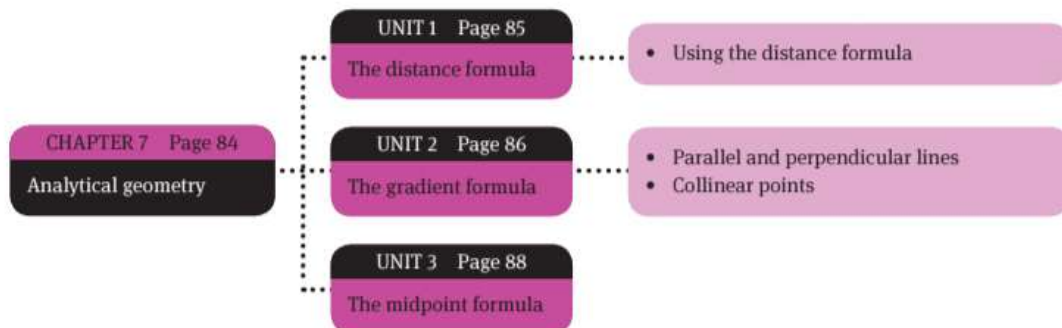 CHAPTER 7 Page 84
Analytical geometry
UNIT 1 Page 85
The distance formula
• Using the distance formula
UNIT 2 Page 86
The gradient formula
• Parallel and perpendicular lines
• Collinear points
UNIT 3 Page 88
The midpoint formula